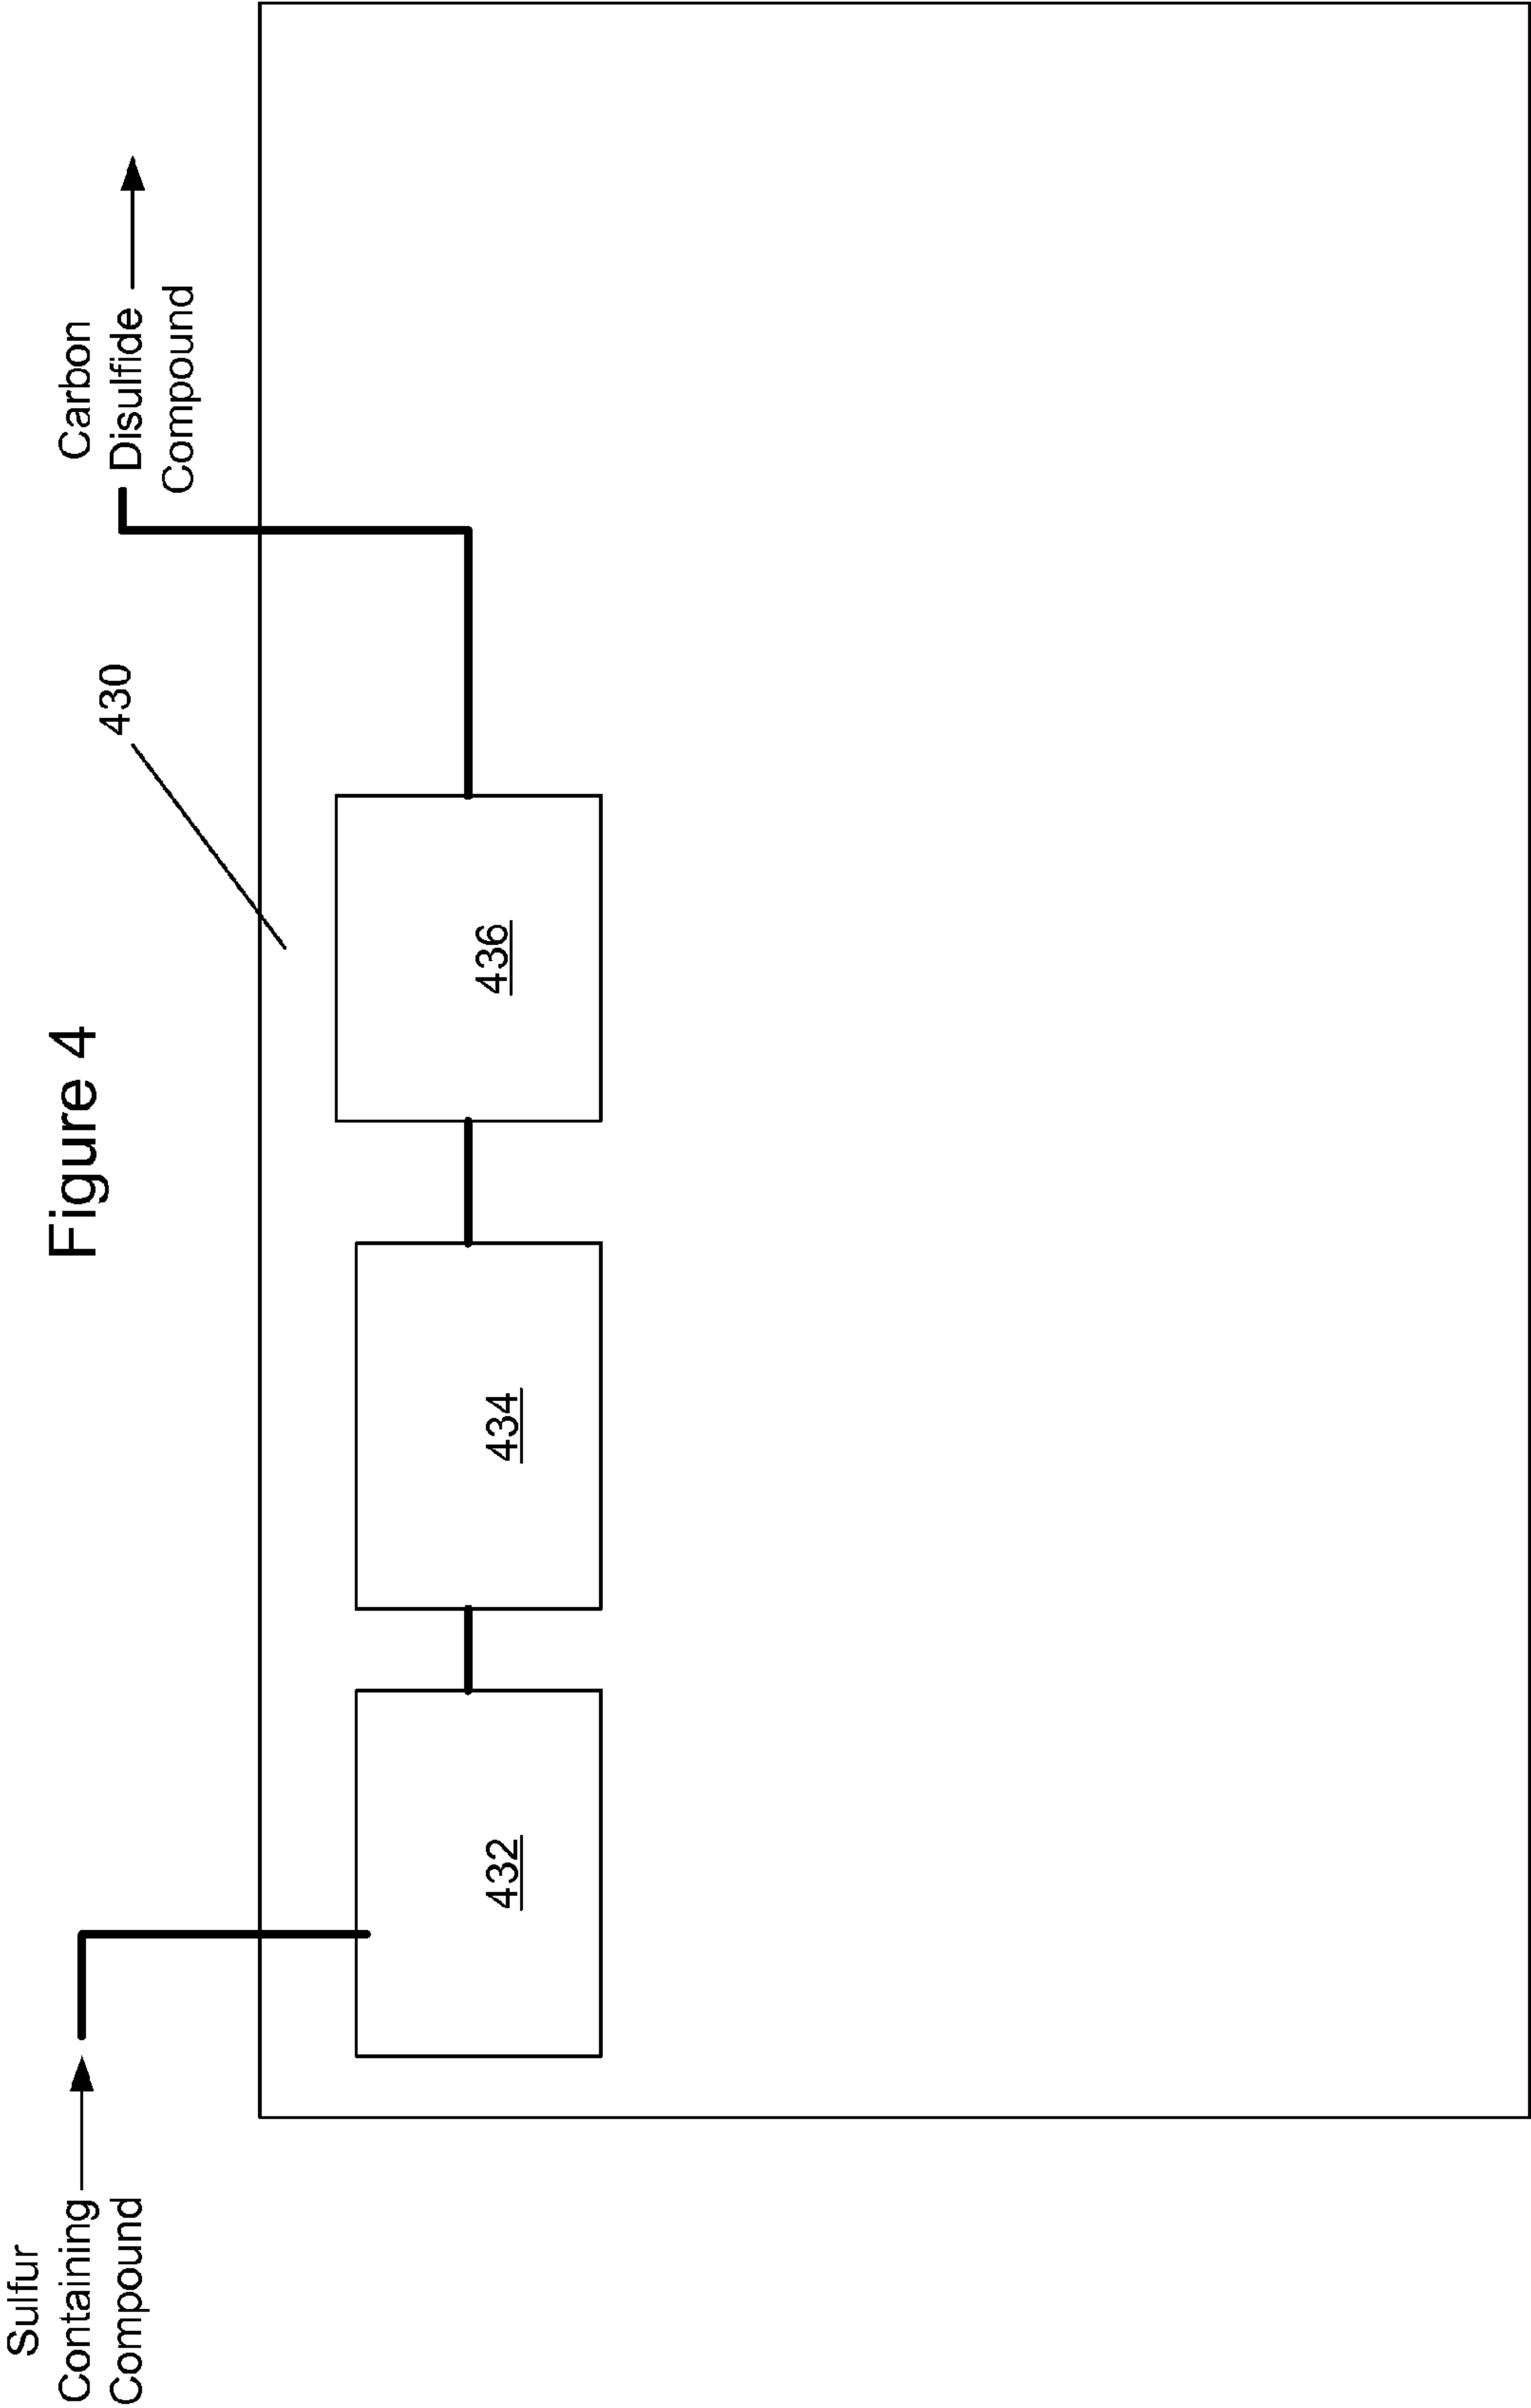 Figure 4
Sulfur
Containing
Compound
430
Carbon
Disulfide
Compound
432
434
436